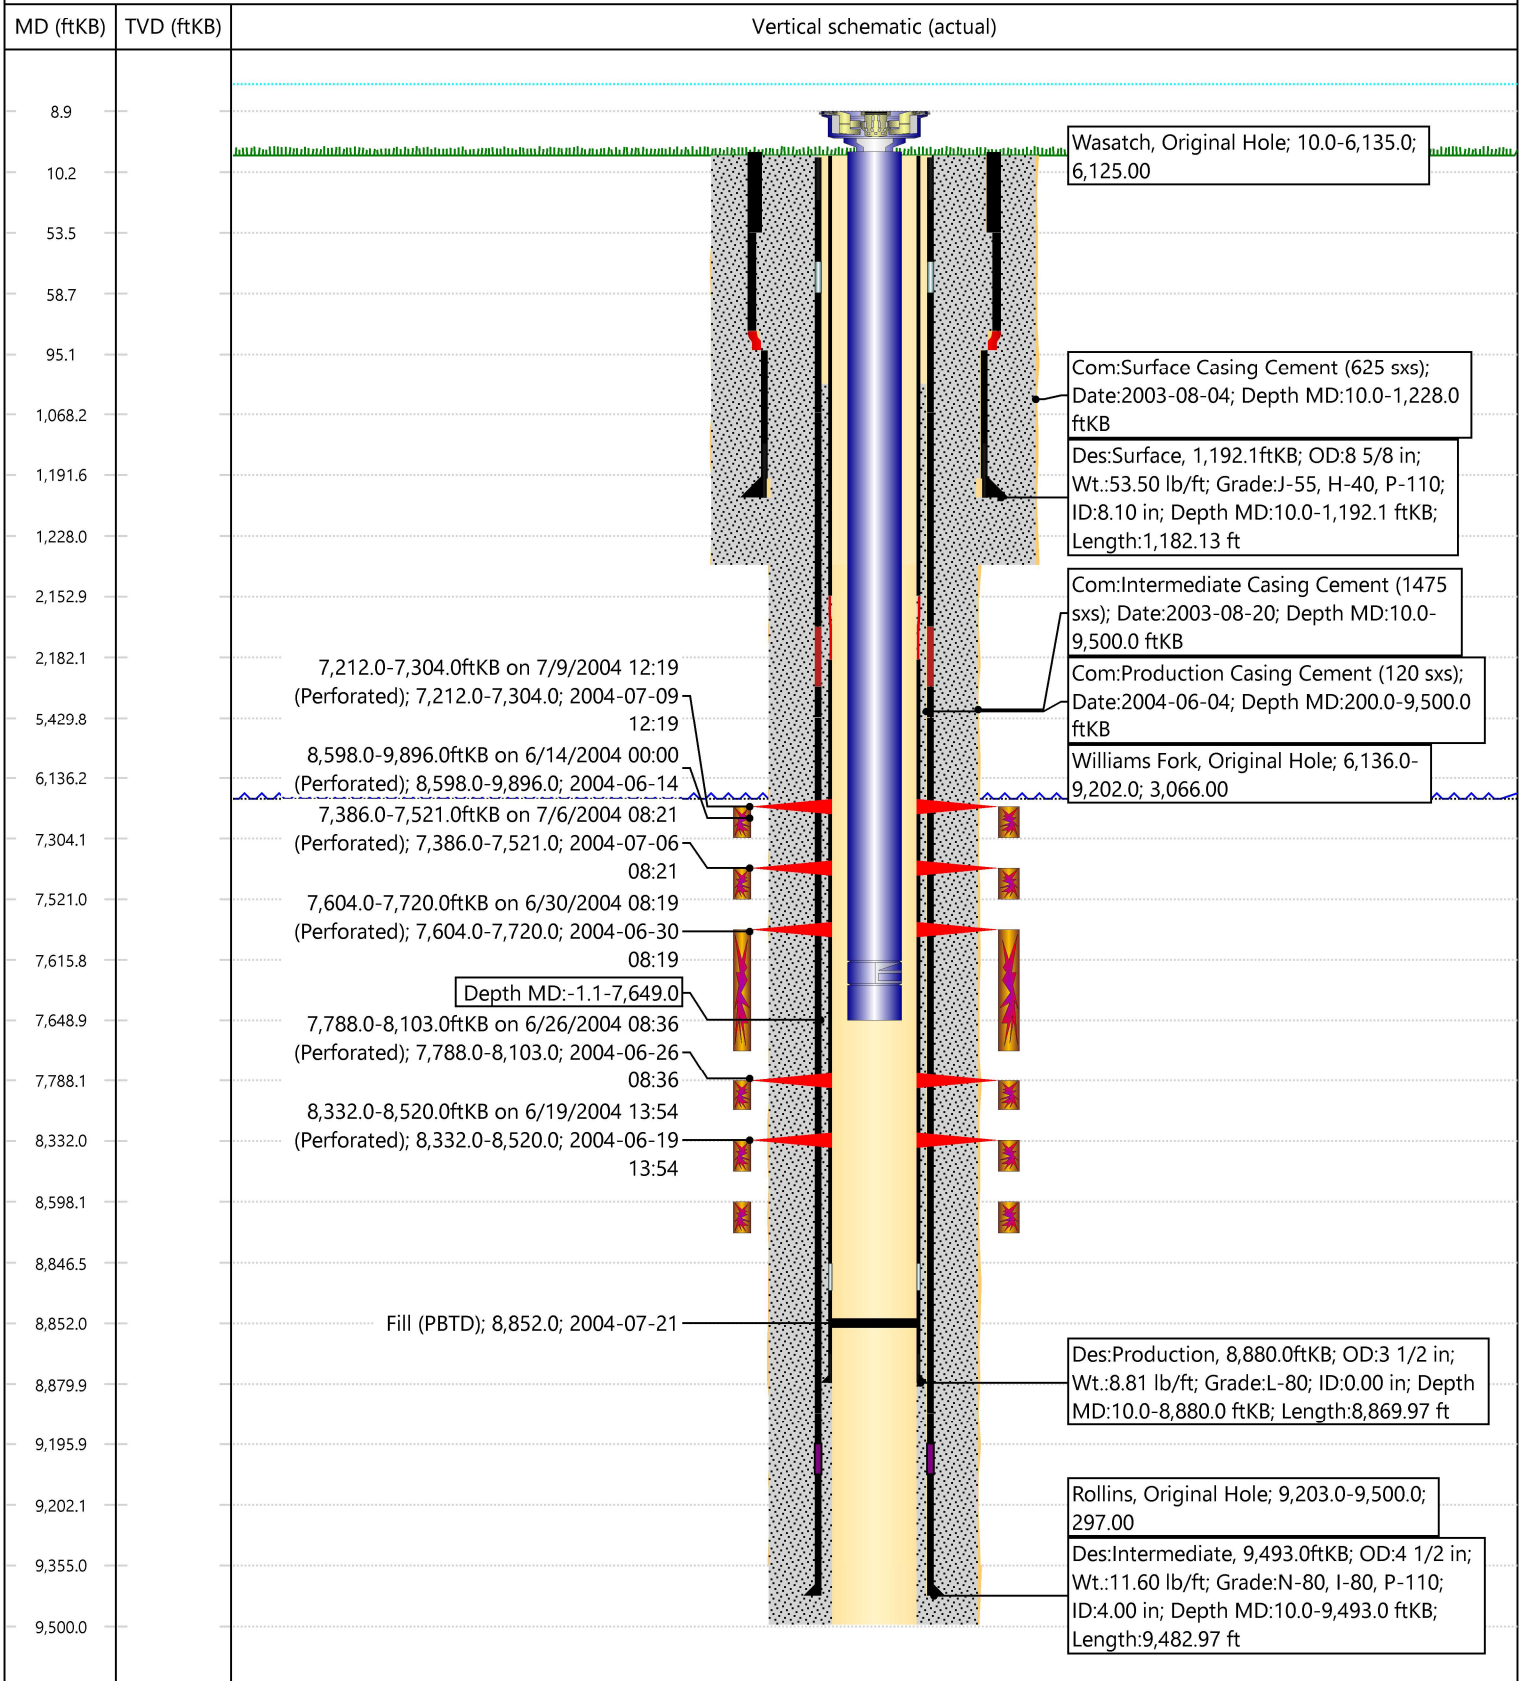 MD (ftKB)
TVD (ftKB)
Vertical schematic (actual)
8.9
10.2
53.5
58.7
95.1
1,068.2
1,191.6
1,228.0
2,152.9
2,182.1
5,429.8
6,136.2
7,304.1
7,521.0
7,615.8
7,648.9
7,788.1
8,332.0
8,598.1
8,846.5
8,852.0
8,879.9
9,195.9
9,202.1
9,355.0
9,500.0
7,212.0-7,304.0ftKB on 7/9/2004 12:19
(Perforated); 7,212.0-7,304.0; 2004-07-09
12:19
8,598.0-9,896.0ftKB on 6/14/2004 00:00
(Perforated); 8,598.0-9,896.0; 2004-06-14
7,386.0-7,521.0ftKB on 7/6/2004 08:21
(Perforated); 7,386.0-7,521.0; 2004-07-06
08:21
7,604.0-7,720.0ftKB on 6/30/2004 08:19
(Perforated); 7,604.0-7,720.0; 2004-06-30
08:19
Depth MD:-1.1-7,649.0
7,788.0-8,103.0ftKB on 6/26/2004 08:36
(Perforated); 7,788.0-8,103.0; 2004-06-26
08:36
8,332.0-8,520.0ftKB on 6/19/2004 13:54
(Perforated); 8,332.0-8,520.0; 2004-06-19
13:54
Fill (PBTD); 8,852.0; 2004-07-21
Wasatch, Original Hole; 10.0-6,135.0;
6,125.00
Com:Surface Casing Cement (625 sxs);
Date:2003-08-04; Depth MD:10.0-1,228.0
ftKB
Des:Surface, 1,192.1ftKB; OD:8 5/8 in;
Wt.:53.50 lb/ft; Grade:J-55, H-40, P-110;
ID:8.10 in; Depth MD:10.0-1,192.1 ftKB;
Length:1,182.13 ft
Com:Intermediate Casing Cement (1475
sxs); Date:2003-08-20; Depth MD:10.0-
9,500.0 ftKB
Com:Production Casing Cement (120 sxs);
Date:2004-06-04; Depth MD:200.0-9,500.0
ftKB
Williams Fork, Original Hole; 6,136.0-
9,202.0; 3,066.00
Des:Production, 8,880.0ftKB; OD:3 1/2 in;
Wt.:8.81 lb/ft; Grade:L-80; ID:0.00 in; Depth
MD:10.0-8,880.0 ftKB; Length:8,869.97 ft
Rollins, Original Hole; 9,203.0-9,500.0;
297.00
Des:Intermediate, 9,493.0ftKB; OD:4 1/2 in;
Wt.:11.60 lb/ft; Grade:N-80, I-80, P-110;
ID:4.00 in; Depth MD:10.0-9,493.0 ftKB;
Length:9,482.97 ft